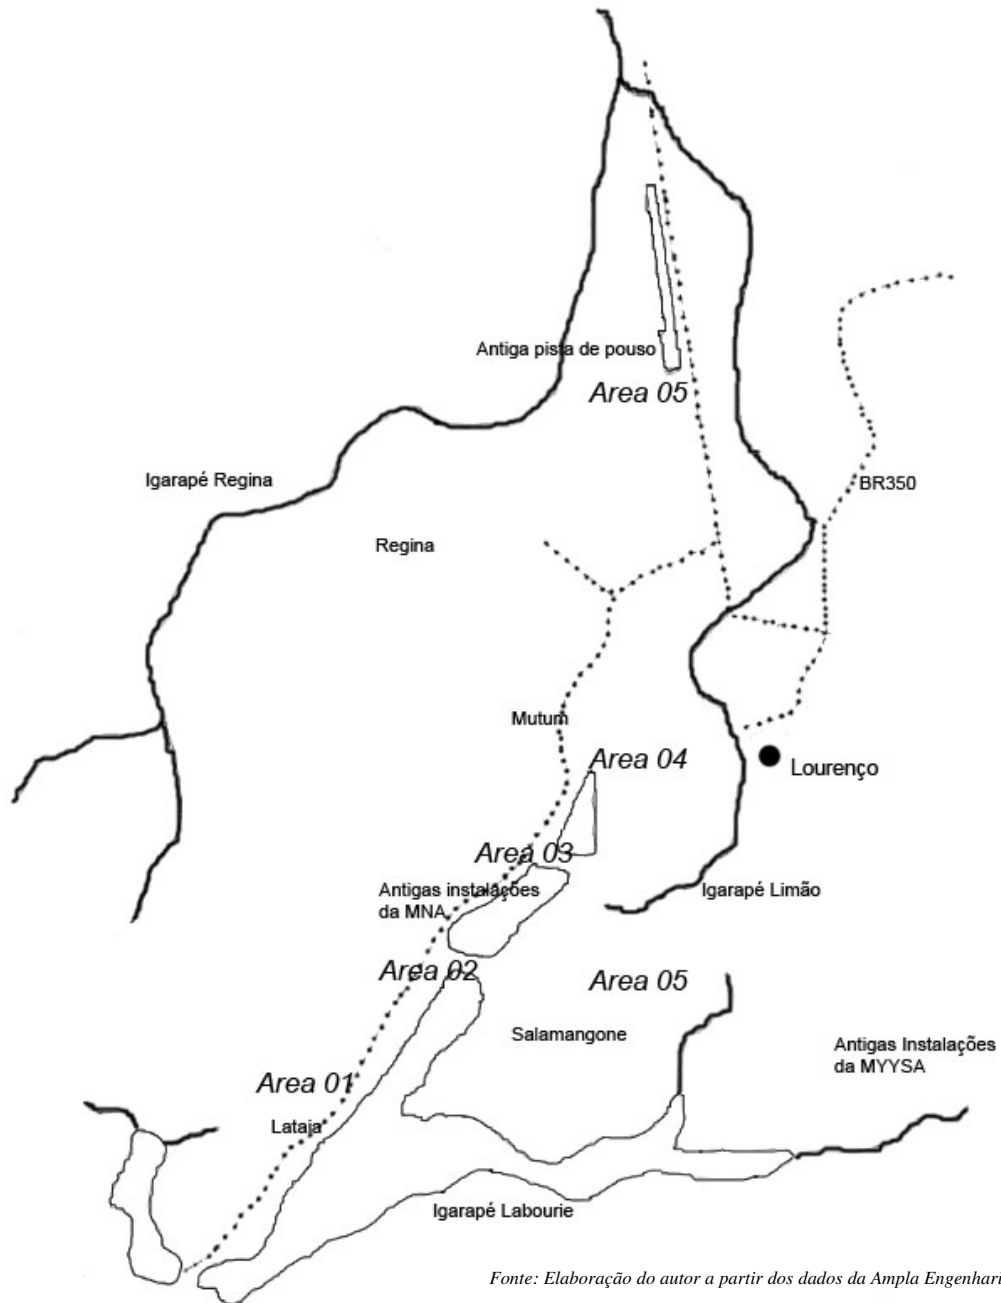 Antiga pista de pouso
Area 05
Igarapé Regina
BR350
Regina
Mutum
Area 04
Lourenço
Area 03
Antigas instalações
da MNA
Igarapé Limão
Area 02
Area 05
Salamangone
Antigas Instalações
da MYYSA
Area 01
Lataja
Igarapé Labourie
Fonte: Elaboração do autor a partir dos dados da Ampla Engenhari